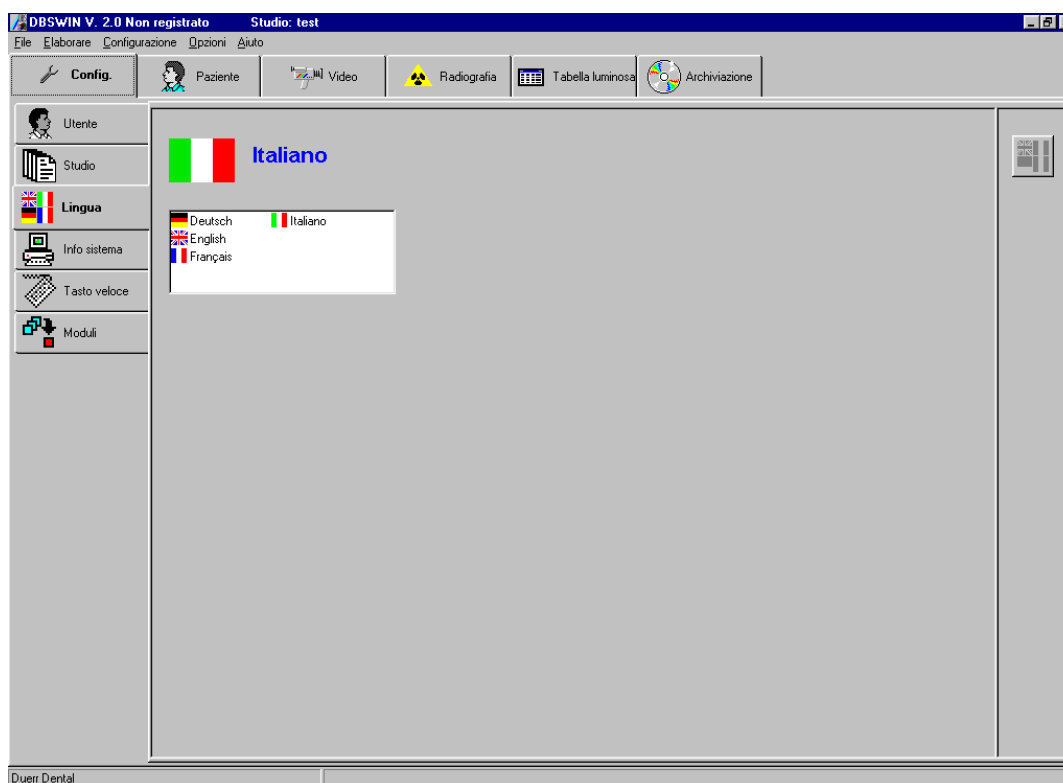 DBSWIN V. 2.0 Non registrato Studio: test
File Elaborare Configurazione Opzioni Aiuto
Config. Paziente Video Radiografia Tabella luminosa Archiviazione
Utente
Studio
Lingua
Info sistema
Tasto veloce
Moduli
Italiano
Deutsch Italiano
English
Français
Duerr Dental